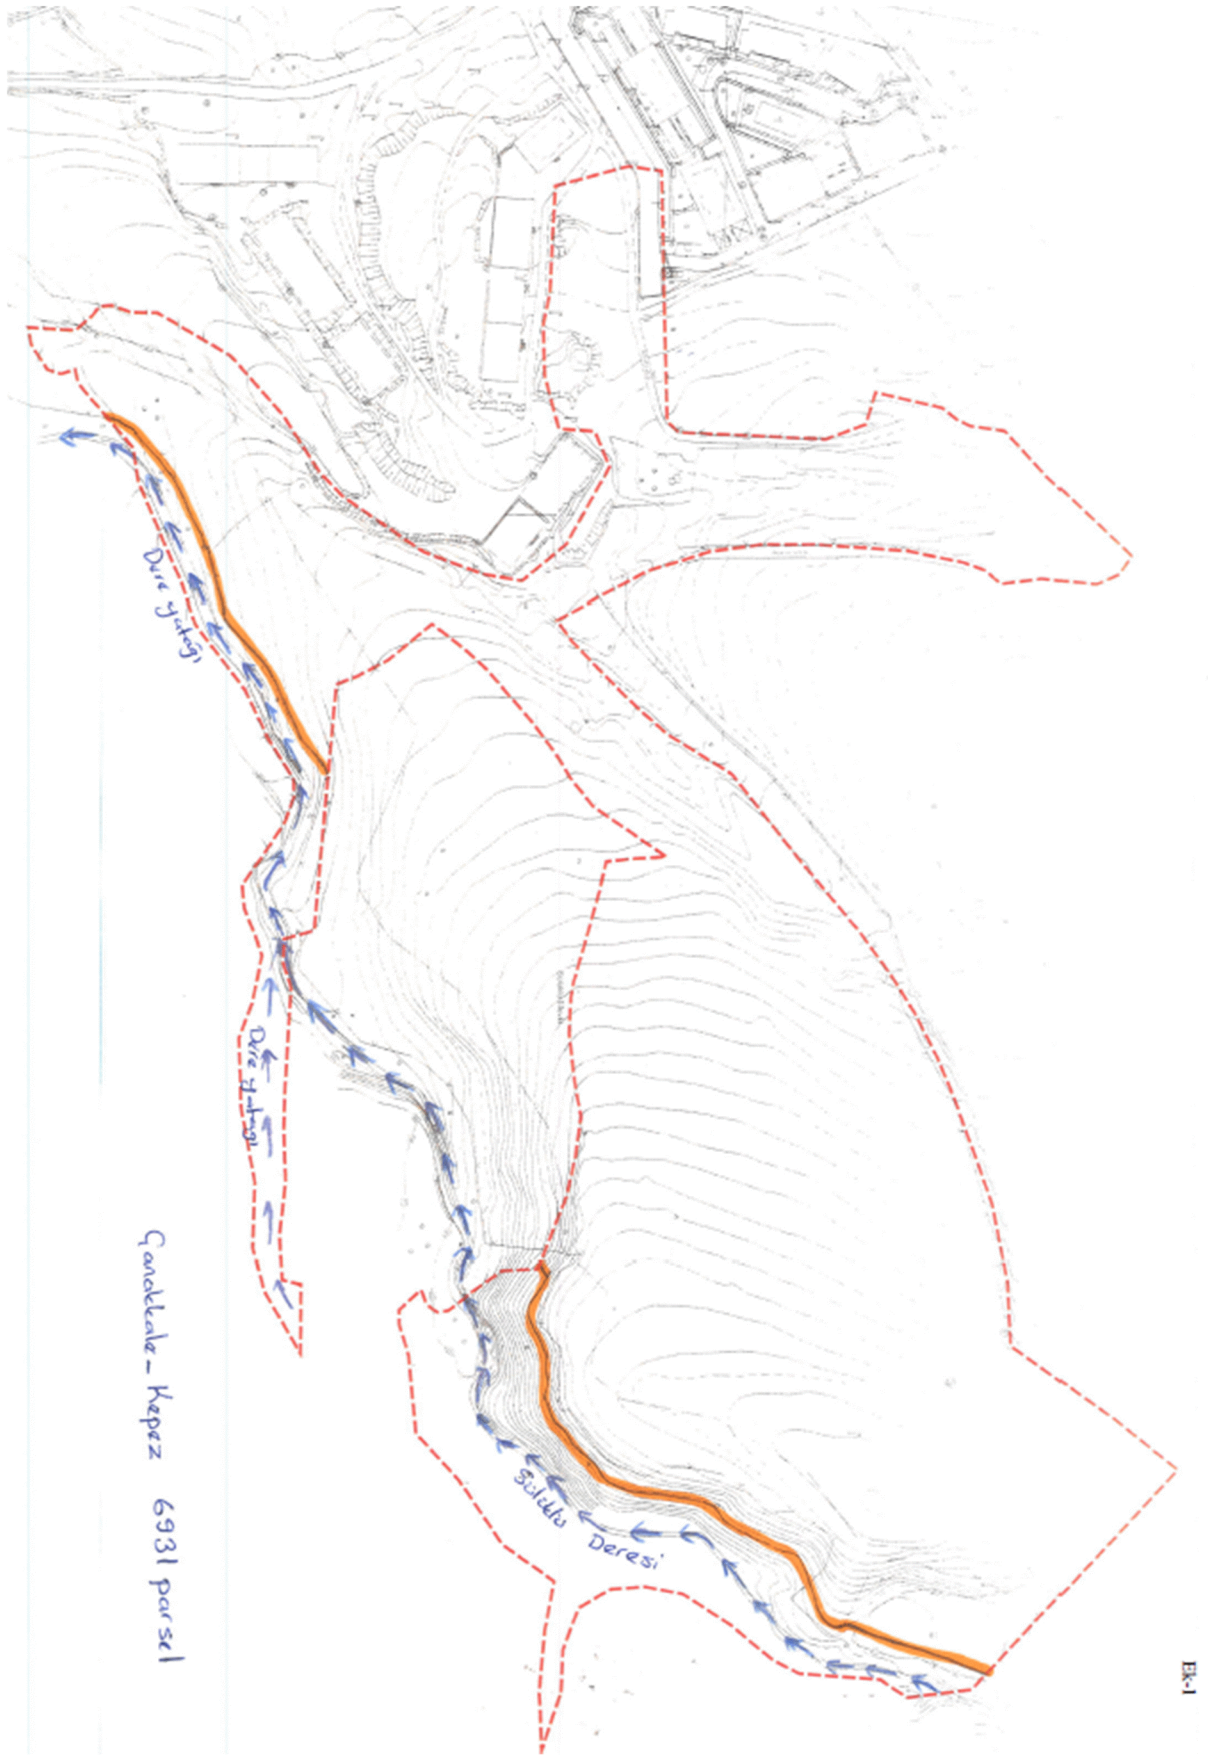 Dere yatağı
Dere yatağı
Sülüklü
Deresi
Çanakkale - Kepez 6931 parsel
Ek-1